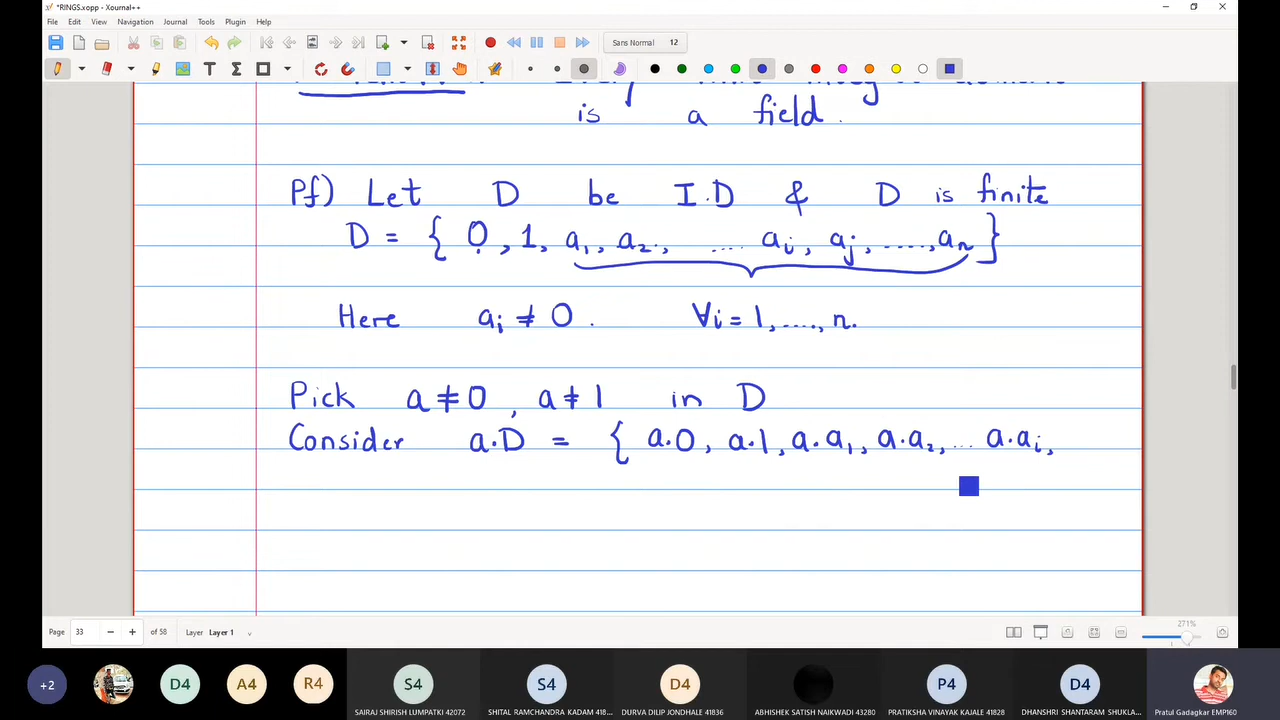 *RINGS.xopp - Xournal++
File Edit View Navigation Journal Tools Plugin Help
Sans Normal 12
is a field.
Pf) Let D be I.D & D is finite
D = { 0, 1, a₁, a₂, .... aᵢ, aⱼ, ...., aₙ }
Here aᵢ ≠ 0. ∀i = 1, ...., n.
Pick a ≠ 0, a ≠ 1 in D
Consider a·D = { a·0, a·1, a·a₁, a·a₂, ... a·aᵢ,
Page 33 of 58 Layer Layer 1
271%
+2 D4 A4 R4 S4 S4 D4 P4 D4
SAIRAJ SHIRISH LUMPATKI 42072 SHITAL RAMCHANDRA KADAM 418... DURVA DILIP JONDHALE 41836 ABHISHEK SATISH NAIKWADI 43280 PRATIKSHA VINAYAK KAJALE 41828 DHANSHRI SHANTARAM SHUKLA... Pratul Gadagkar EMP160